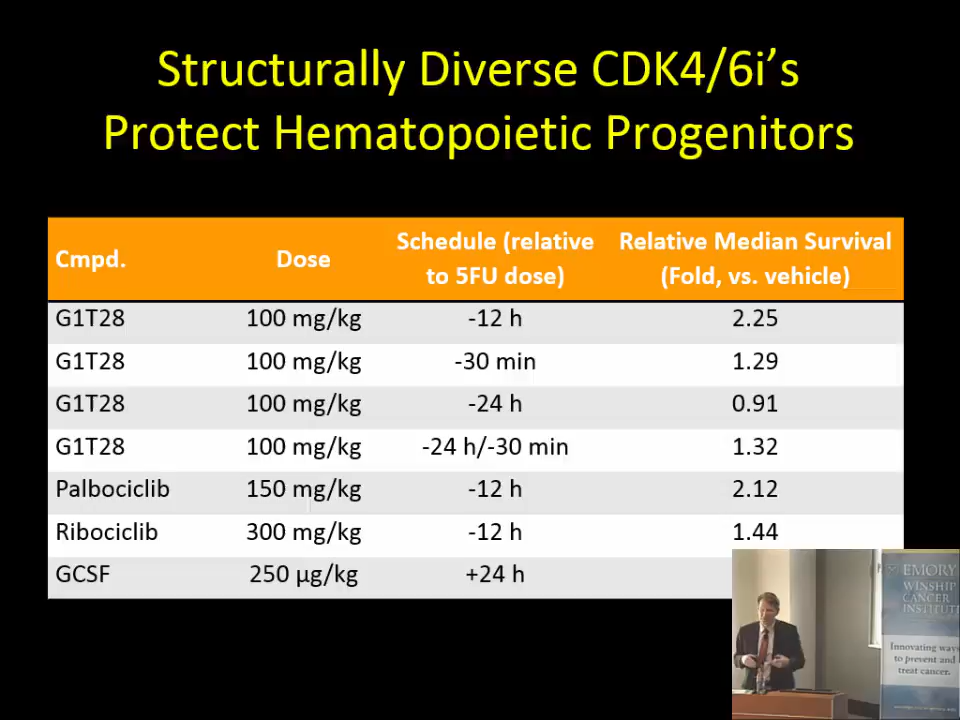 Structurally Diverse CDK4/6i's
Protect Hematopoietic Progenitors
Cmpd. Dose Schedule (relative to 5FU dose) Relative Median Survival (Fold, vs. vehicle)
G1T28 100 mg/kg -12 h 2.25
G1T28 100 mg/kg -30 min 1.29
G1T28 100 mg/kg -24 h 0.91
G1T28 100 mg/kg -24 h/-30 min 1.32
Palbociclib 150 mg/kg -12 h 2.12
Ribociclib 300 mg/kg -12 h 1.44
GCSF 250 µg/kg +24 h
EMORY
WINSHIP
CANCER
INSTITUTE
Innovating ways
to prevent and
treat cancer.